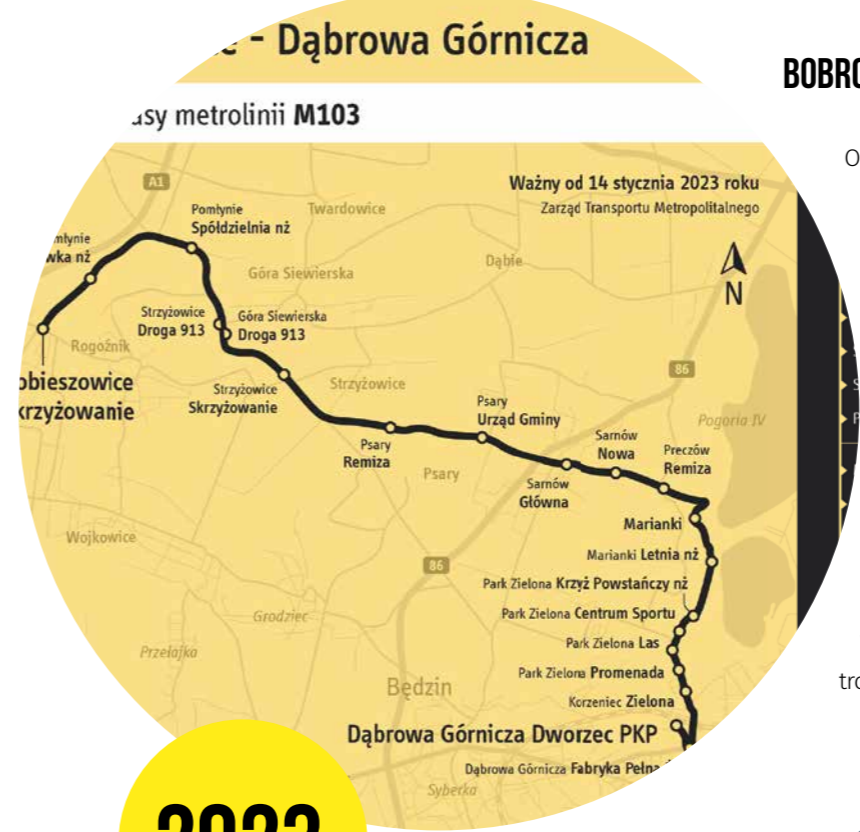 - Dąbrowa Górnicza
BOBRO
metrolinii M103
Ważny od 14 stycznia 2023 roku
Zarząd Transportu Metropolitalnego
N
A1
Pomłynie
Spółdzielnia nż
Twardowice
Góra Siewierska
Dąbie
nż
Strzyżowice
Droga 913
Góra Siewierska
Droga 913
Rogoźnik
obieszowice
krzyżowanie
Strzyżowice
Skrzyżowanie
Strzyżowice
86
Psary
Remiza
Psary
Urząd Gminy
Psary
Sarnów
Główna
Sarnów
Nowa
Preczów
Remiza
Pogoria IV
Marianki
Marianki Letnia nż
Wojkowice
86
Park Zielona Krzyż Powstańczy nż
Grodziec
Park Zielona Centrum Sportu
Przełajka
Park Zielona Las
Park Zielona Promenada
Będzin
Korzeniec Zielona
Dąbrowa Górnicza Dworzec PKP
Dąbrowa Górnicza Fabryka Pełna
Syberka
2023